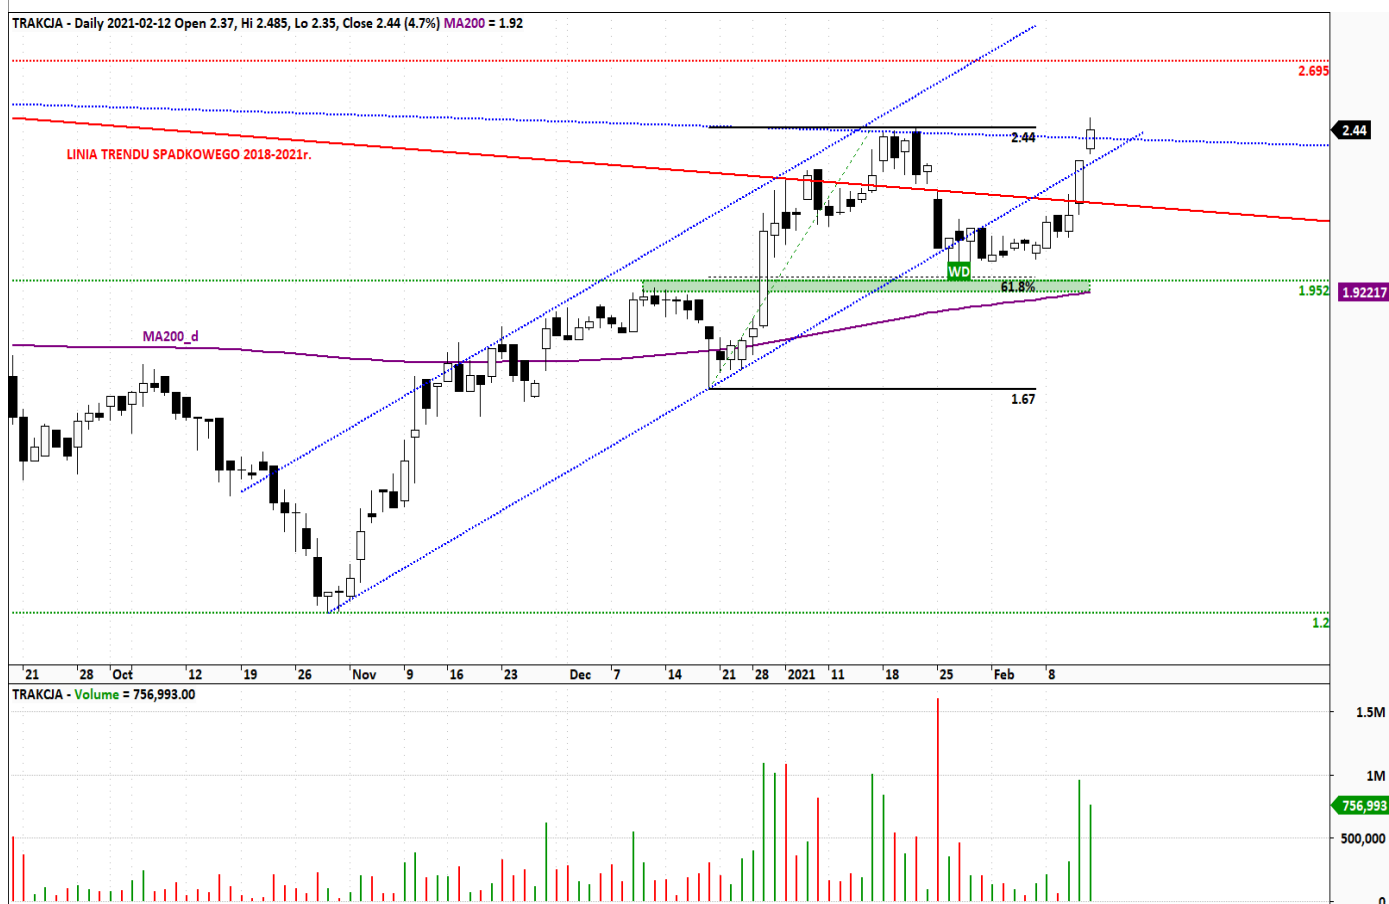 TRAKCJA - Daily 2021-02-12 Open 2.37, Hi 2.485, Lo 2.35, Close 2.44 (4.7%) MA200 = 1.92
2.695
2.44
2.44
LINIA TRENDU SPADKOWEGO 2018-2021r.
WD
61.8%
1.952
1.92217
MA200_d
1.67
1.2
21 28 Oct 12 19 26 Nov 9 16 23 Dec 7 14 21 28 2021 11 18 25 Feb 8
TRAKCJA - Volume = 756,993.00
1.5M
1M
756,993
500,000
0